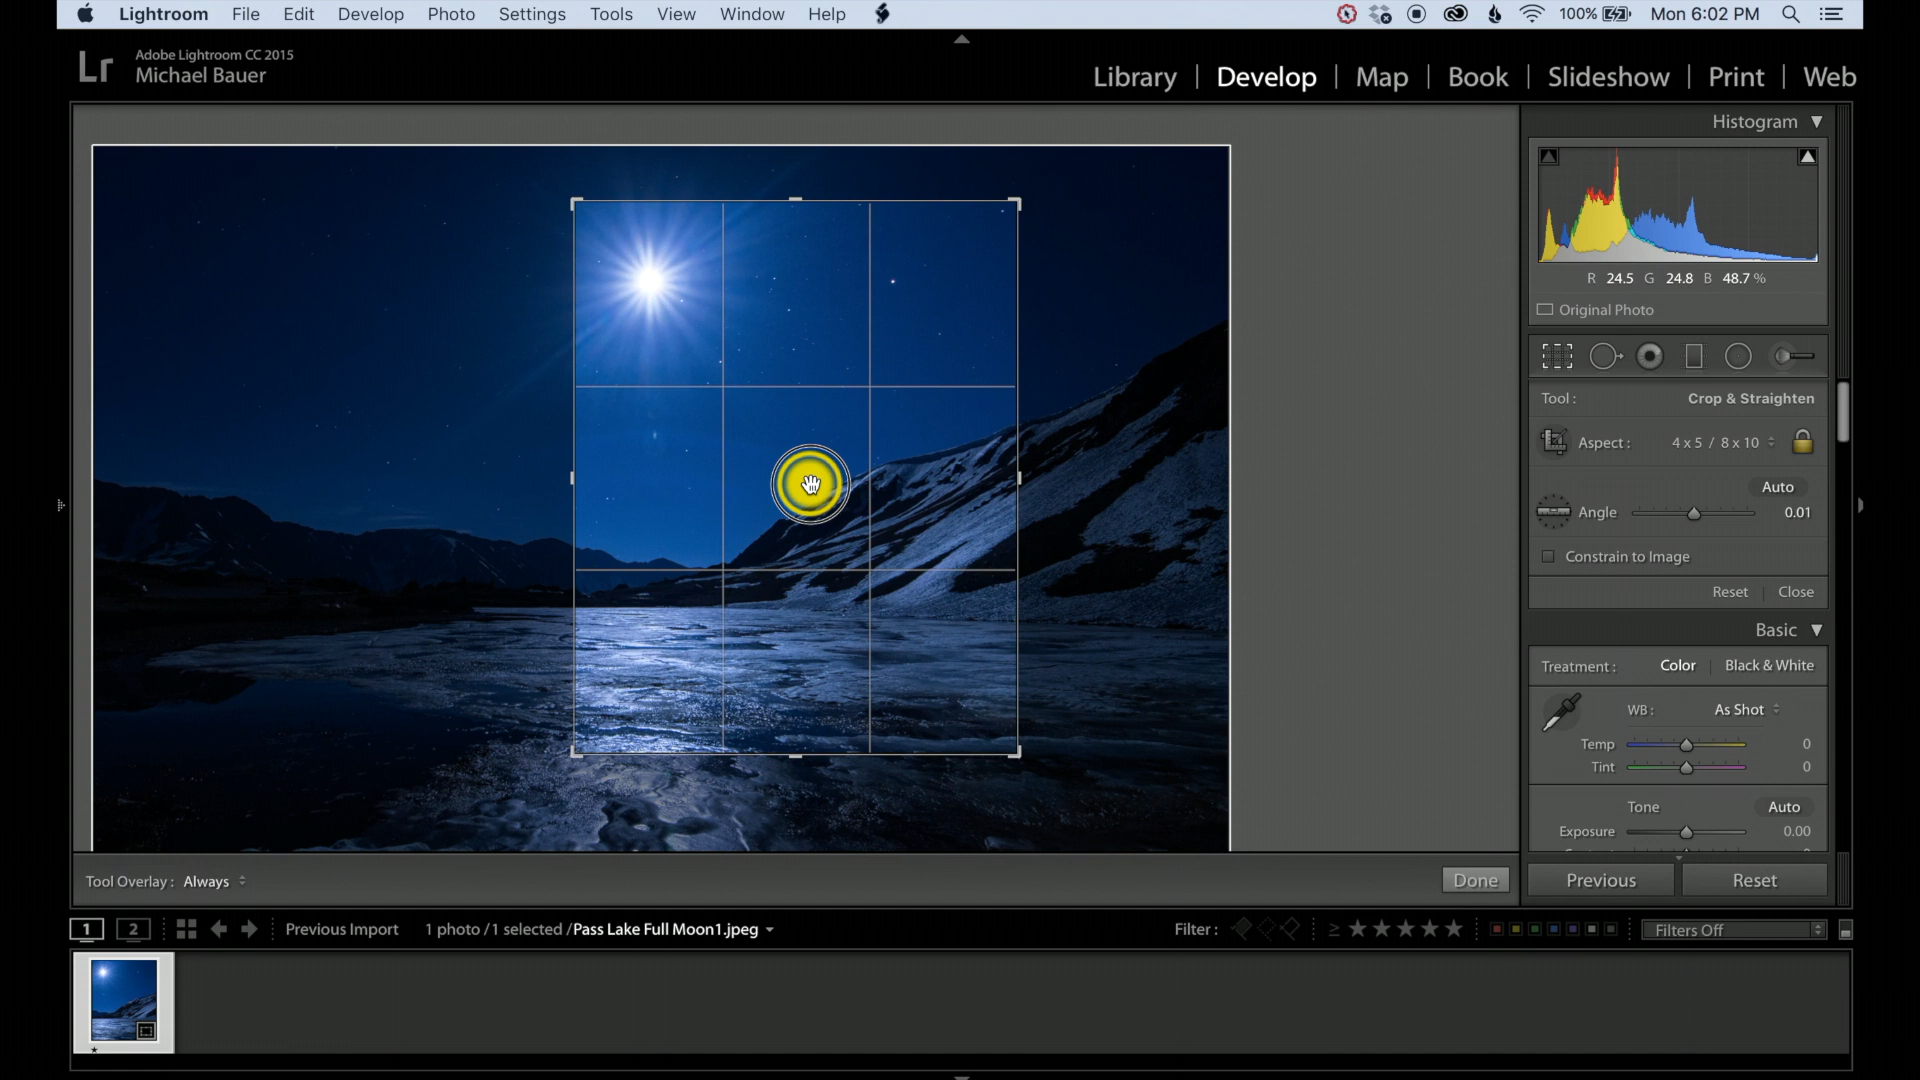 Lightroom File Edit Develop Photo Settings Tools View Window Help 100% Mon 6:02 PM
Lr Adobe Lightroom CC 2015
Michael Bauer
Library | Develop | Map | Book | Slideshow | Print | Web
Histogram
R 24.5 G 24.8 B 48.7 %
Original Photo
Tool : Crop & Straighten
Aspect : 4 x 5 / 8 x 10
Auto
Angle 0.01
Constrain to Image
Reset Close
Basic
Treatment : Color Black & White
WB : As Shot
Temp 0
Tint 0
Tone Auto
Exposure 0.00
Tool Overlay : Always Done Previous Reset
1 2 Previous Import 1 photo / 1 selected / Pass Lake Full Moon1.jpeg Filter : ≥ ★★★★★ Filters Off